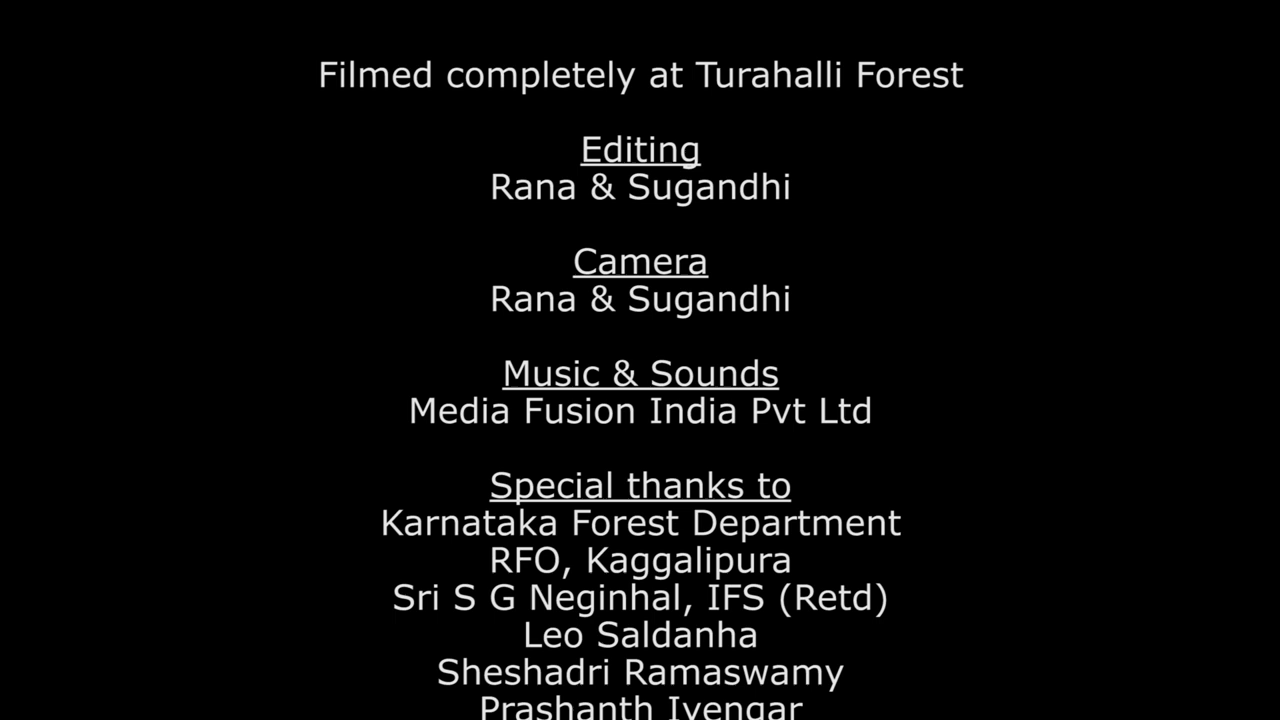 Filmed completely at Turahalli Forest
Editing
Rana & Sugandhi
Camera
Rana & Sugandhi
Music & Sounds
Media Fusion India Pvt Ltd
Special thanks to
Karnataka Forest Department
RFO, Kaggalipura
Sri S G Neginhal, IFS (Retd)
Leo Saldanha
Sheshadri Ramaswamy
Prashanth Iyengar